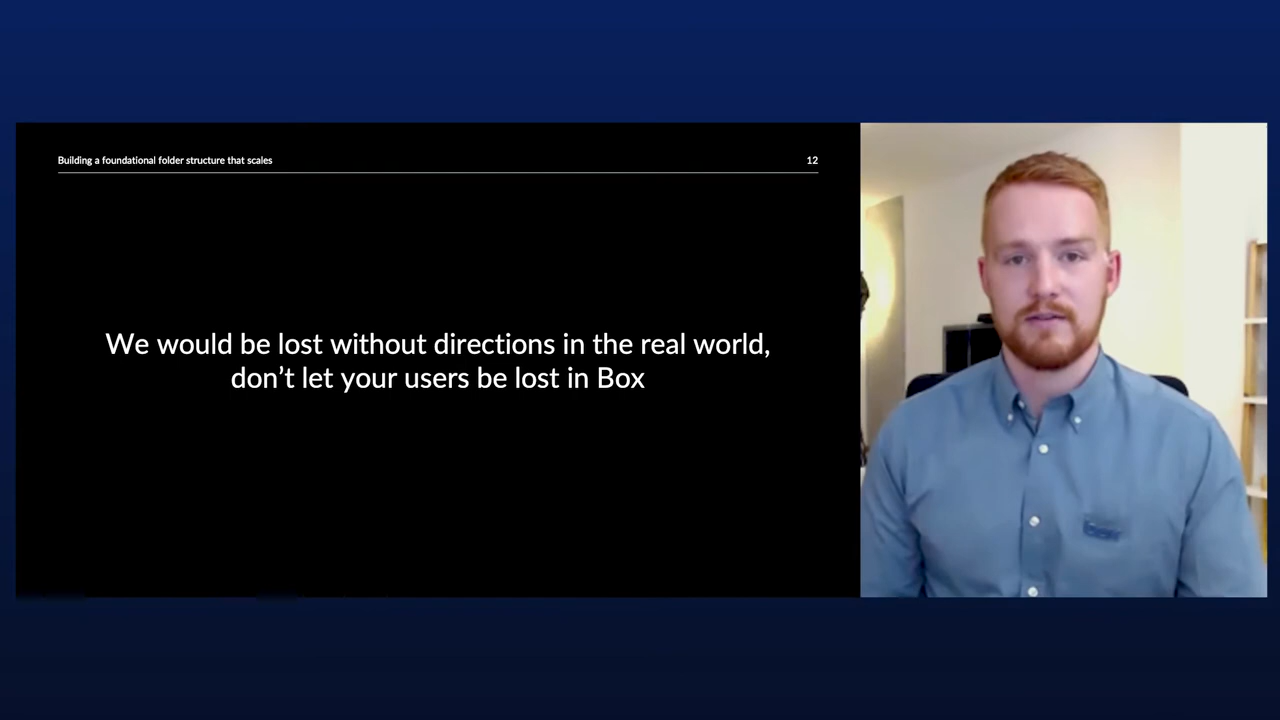 Building a foundational folder structure that scales
12
We would be lost without directions in the real world,
don’t let your users be lost in Box